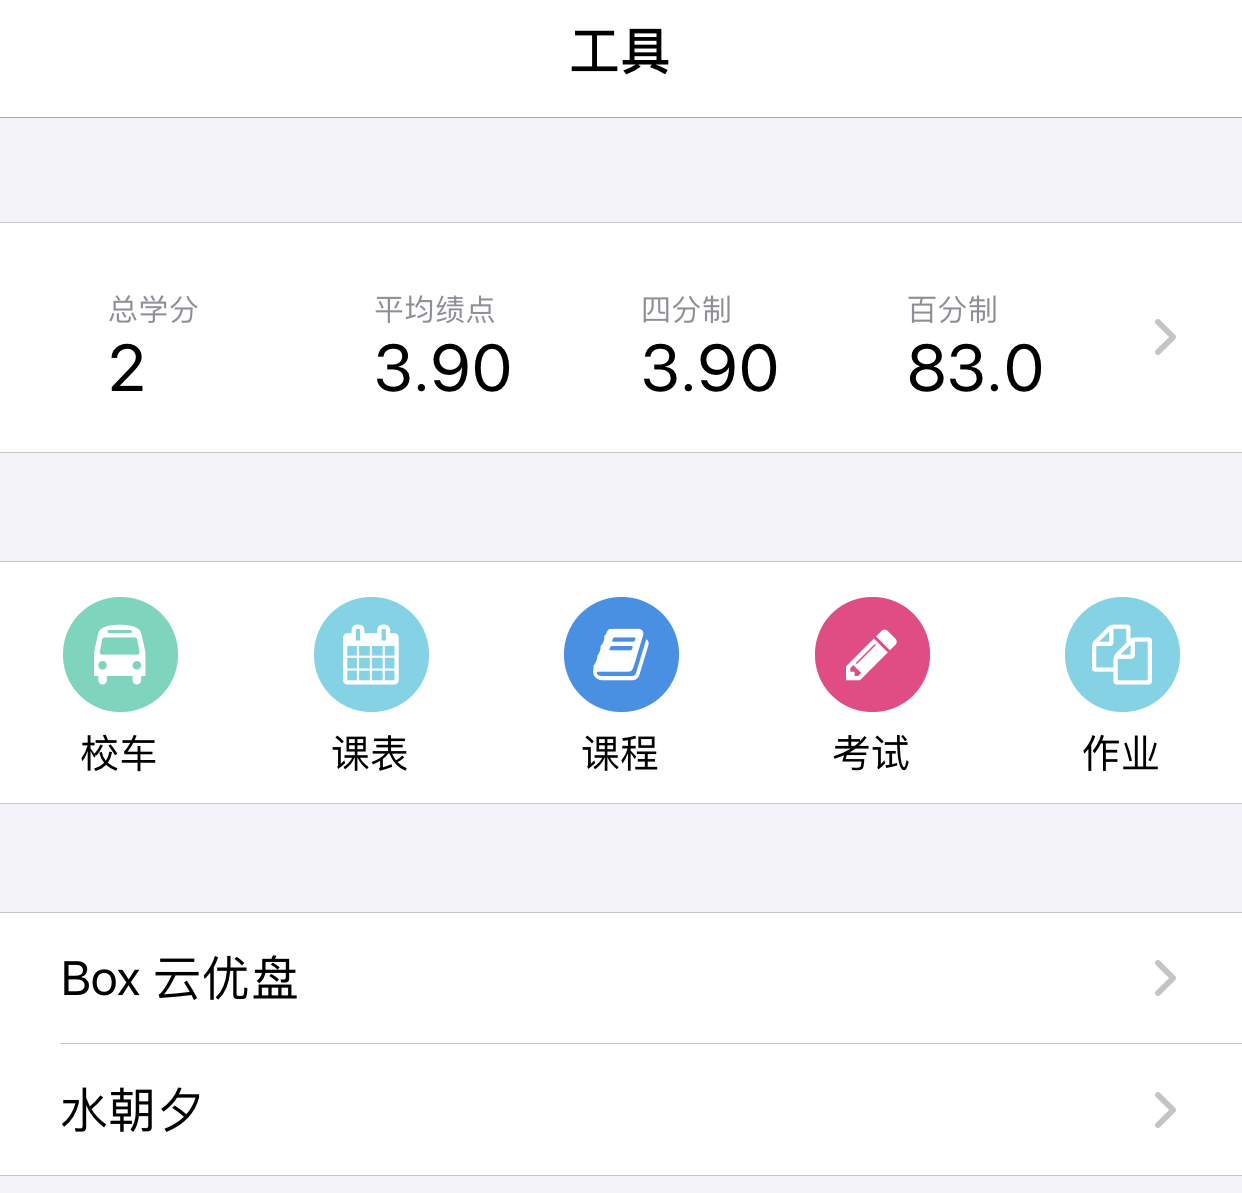 工具
总学分 平均绩点 四分制 百分制
2 3.90 3.90 83.0
校车 课表 课程 考试 作业
Box 云优盘
水朝夕